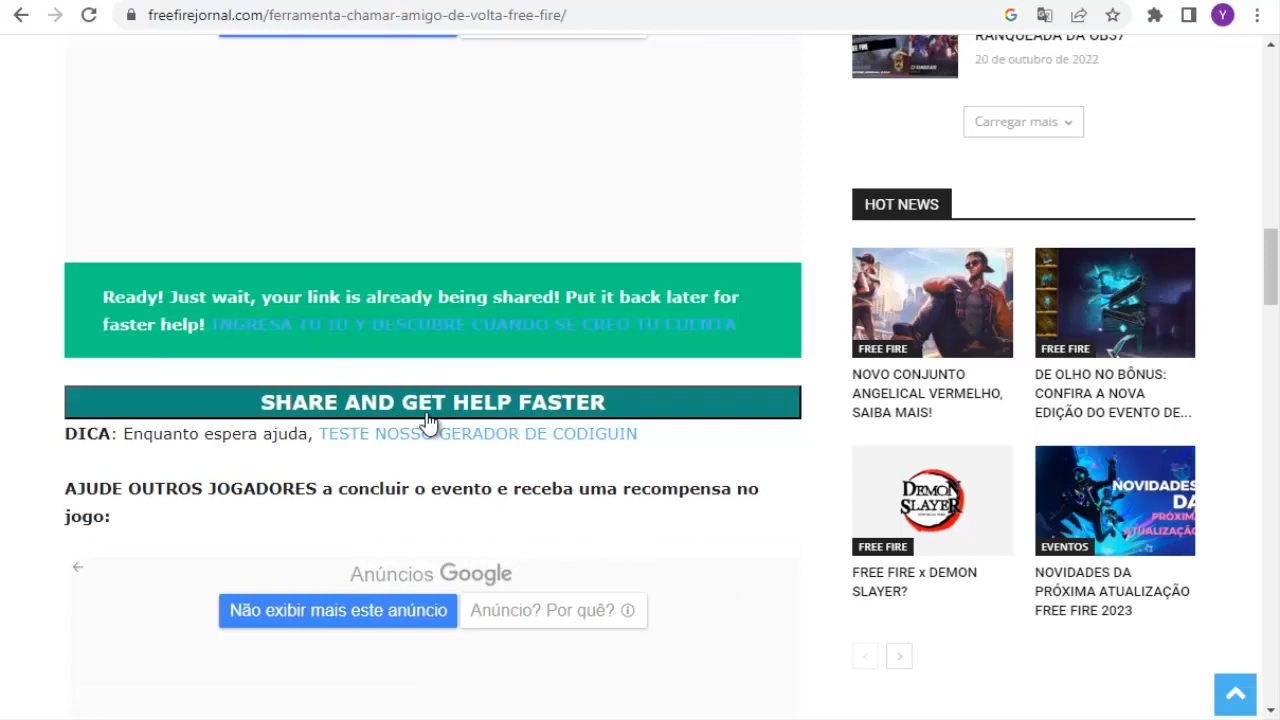 freefirejornal.com/ferramenta-chamar-amigo-de-volta-free-fire/
Y
RANQUEADA DA OB37
20 de outubro de 2022
Carregar mais
HOT NEWS
Ready! Just wait, your link is already being shared! Put it back later for
faster help! INGRESA TU ID Y DESCUBRE CUANDO SE CREO TU CUENTA
SHARE AND GET HELP FASTER
DICA: Enquanto espera ajuda, TESTE NOSSO GERADOR DE CODIGUIN
AJUDE OUTROS JOGADORES a concluir o evento e receba uma recompensa no
jogo:
Anúncios Google
Não exibir mais este anúncio
Anúncio? Por quê?
FREE FIRE
NOVO CONJUNTO
ANGELICAL VERMELHO,
SAIBA MAIS!
FREE FIRE
DE OLHO NO BÔNUS:
CONFIRA A NOVA
EDIÇÃO DO EVENTO DE...
DEMON
SLAYER
FREE FIRE
FREE FIRE x DEMON
SLAYER?
NOVIDADES
DA
PRÓXIMA
ATUALIZAÇÃO
EVENTOS
NOVIDADES DA
PRÓXIMA ATUALIZAÇÃO
FREE FIRE 2023